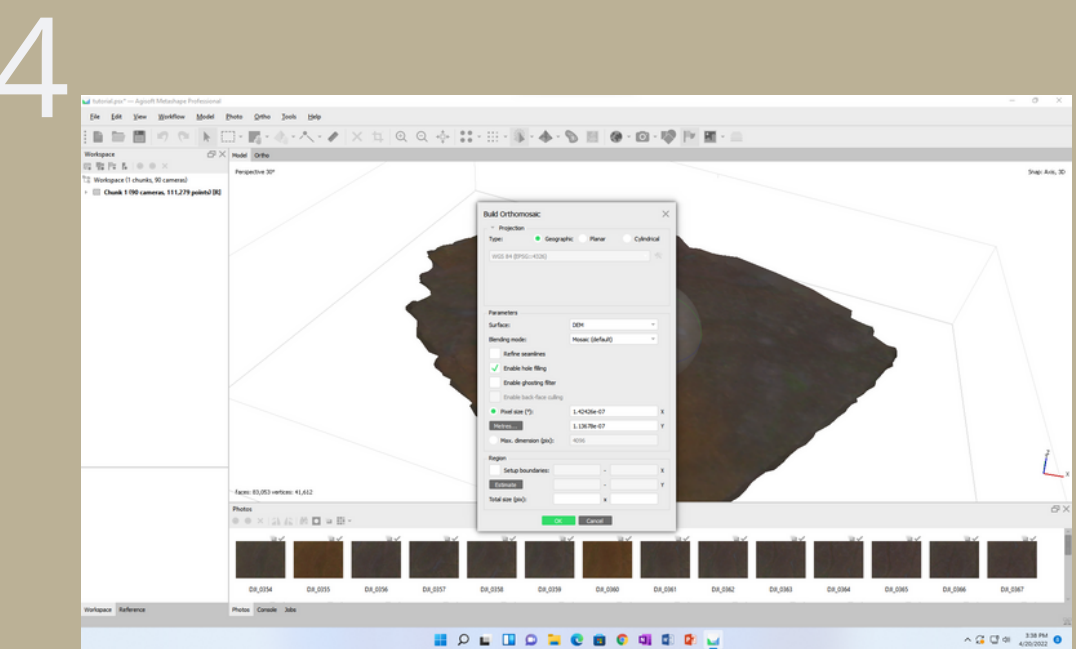 4
tutorial.psx* — Agisoft Metashape Professional
File Edit View Workflow Model Photo Ortho Tools Help
Workspace
Model Ortho
Workspace (1 chunks, 90 cameras)
Chunk 1 (90 cameras, 111,279 points) [R]
Perspective 30°
Snap: Axis, 3D
Build Orthomosaic
Projection
Type: Geographic Planar Cylindrical
WGS 84 (EPSG::4326)
Parameters
Surface: DEM
Blending mode: Mosaic (default)
Refine seamlines
Enable hole filling
Enable ghosting filter
Enable back-face culling
Pixel size (°): 1.42426e-07 X
Metres... 1.13678e-07 Y
Max. dimension (pix): 4096
Region
Setup boundaries: - X
Estimate - Y
Total size (pix): x
OK Cancel
Z
X
faces: 83,053 vertices: 41,612
Photos
DJI_0354 DJI_0355 DJI_0356 DJI_0357 DJI_0358 DJI_0359 DJI_0360 DJI_0361 DJI_0362 DJI_0363 DJI_0364 DJI_0365 DJI_0366 DJI_0367
Workspace Reference
Photos Console Jobs
3:38 PM
4/20/2022